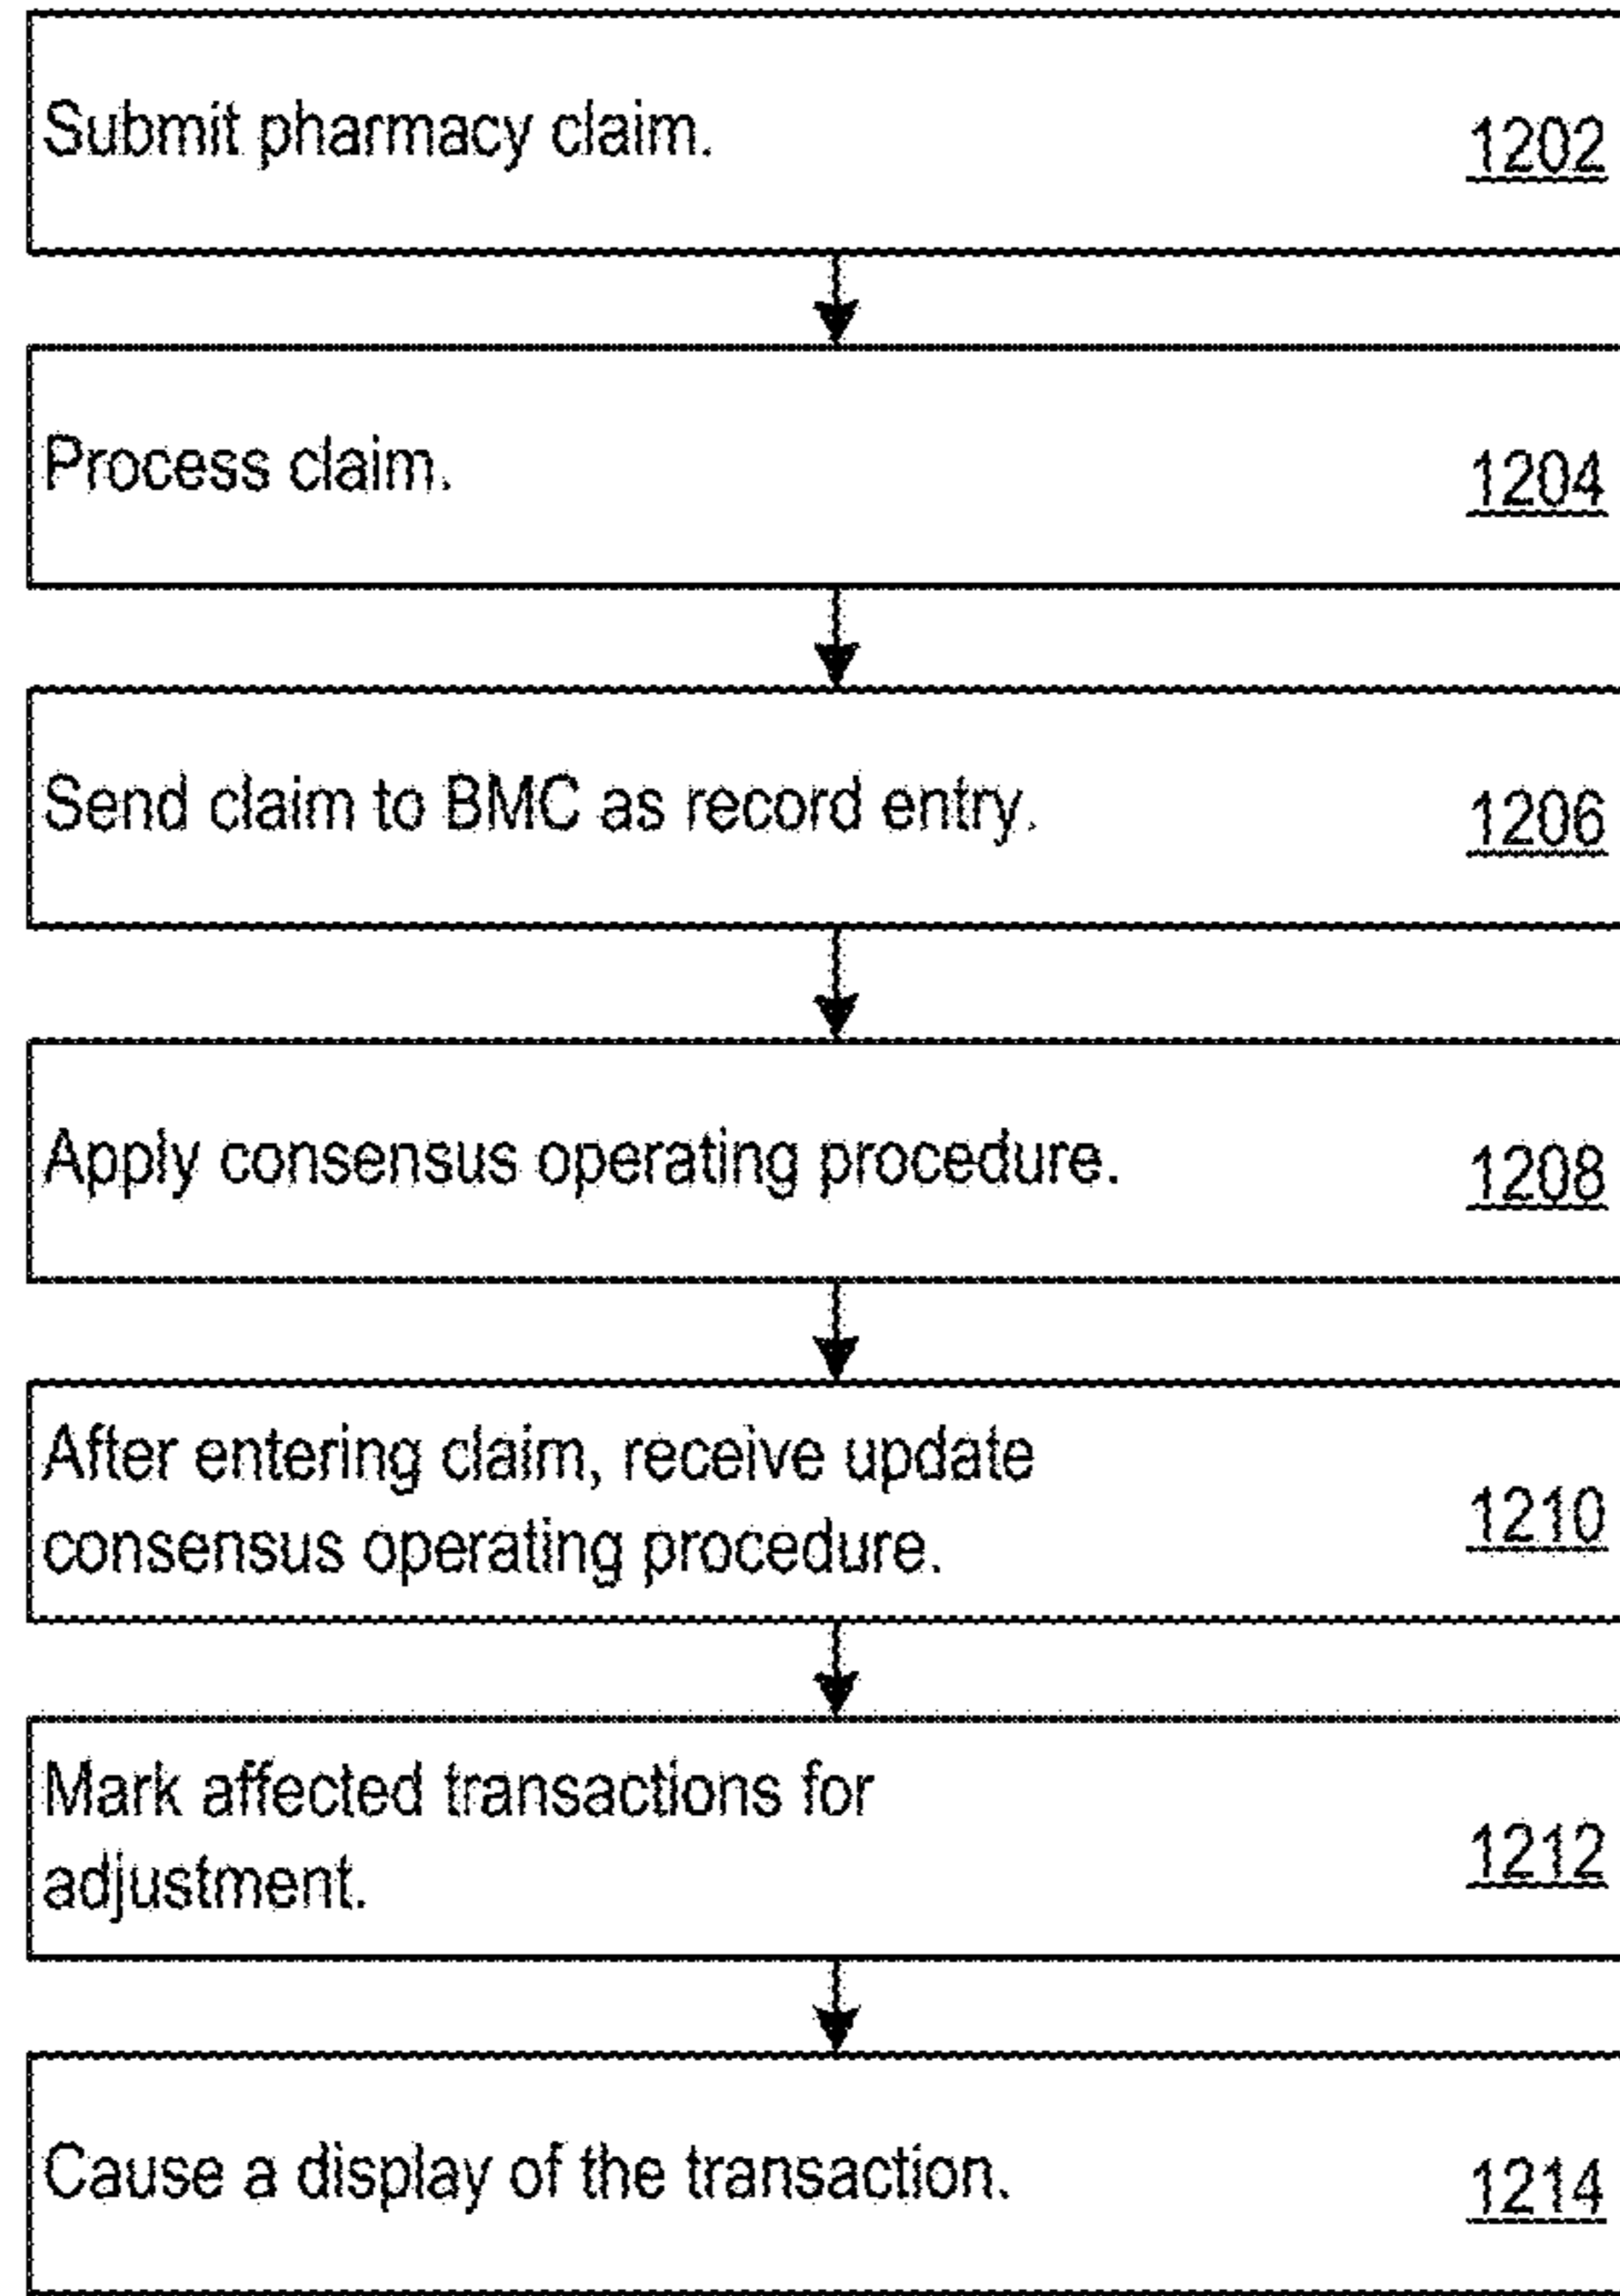 Submit pharmacy claim. 1202
Process claim. 1204
Send claim to BMC as record entry. 1206
Apply consensus operating procedure. 1208
After entering claim, receive update
consensus operating procedure. 1210
Mark affected transactions for
adjustment. 1212
Cause a display of the transaction. 1214